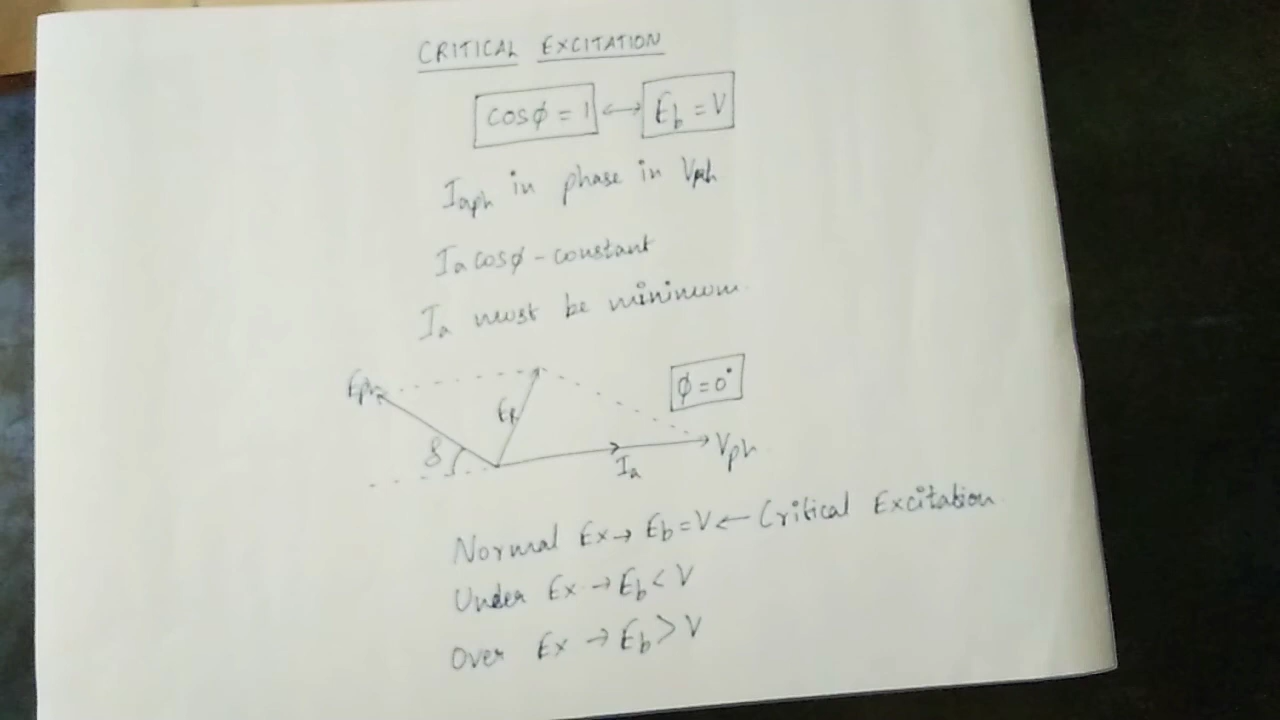 CRITICAL EXCITATION
cosϕ = 1 ↔ Eb = V
Iaph in phase in Vph
Ia cosϕ - constant
Ia must be minimum
Eph
ER
ϕ = 0°
δ
Ia
Vph
Normal Ex → Eb = V ← Critical Excitation
Under Ex → Eb < V
Over Ex → Eb > V